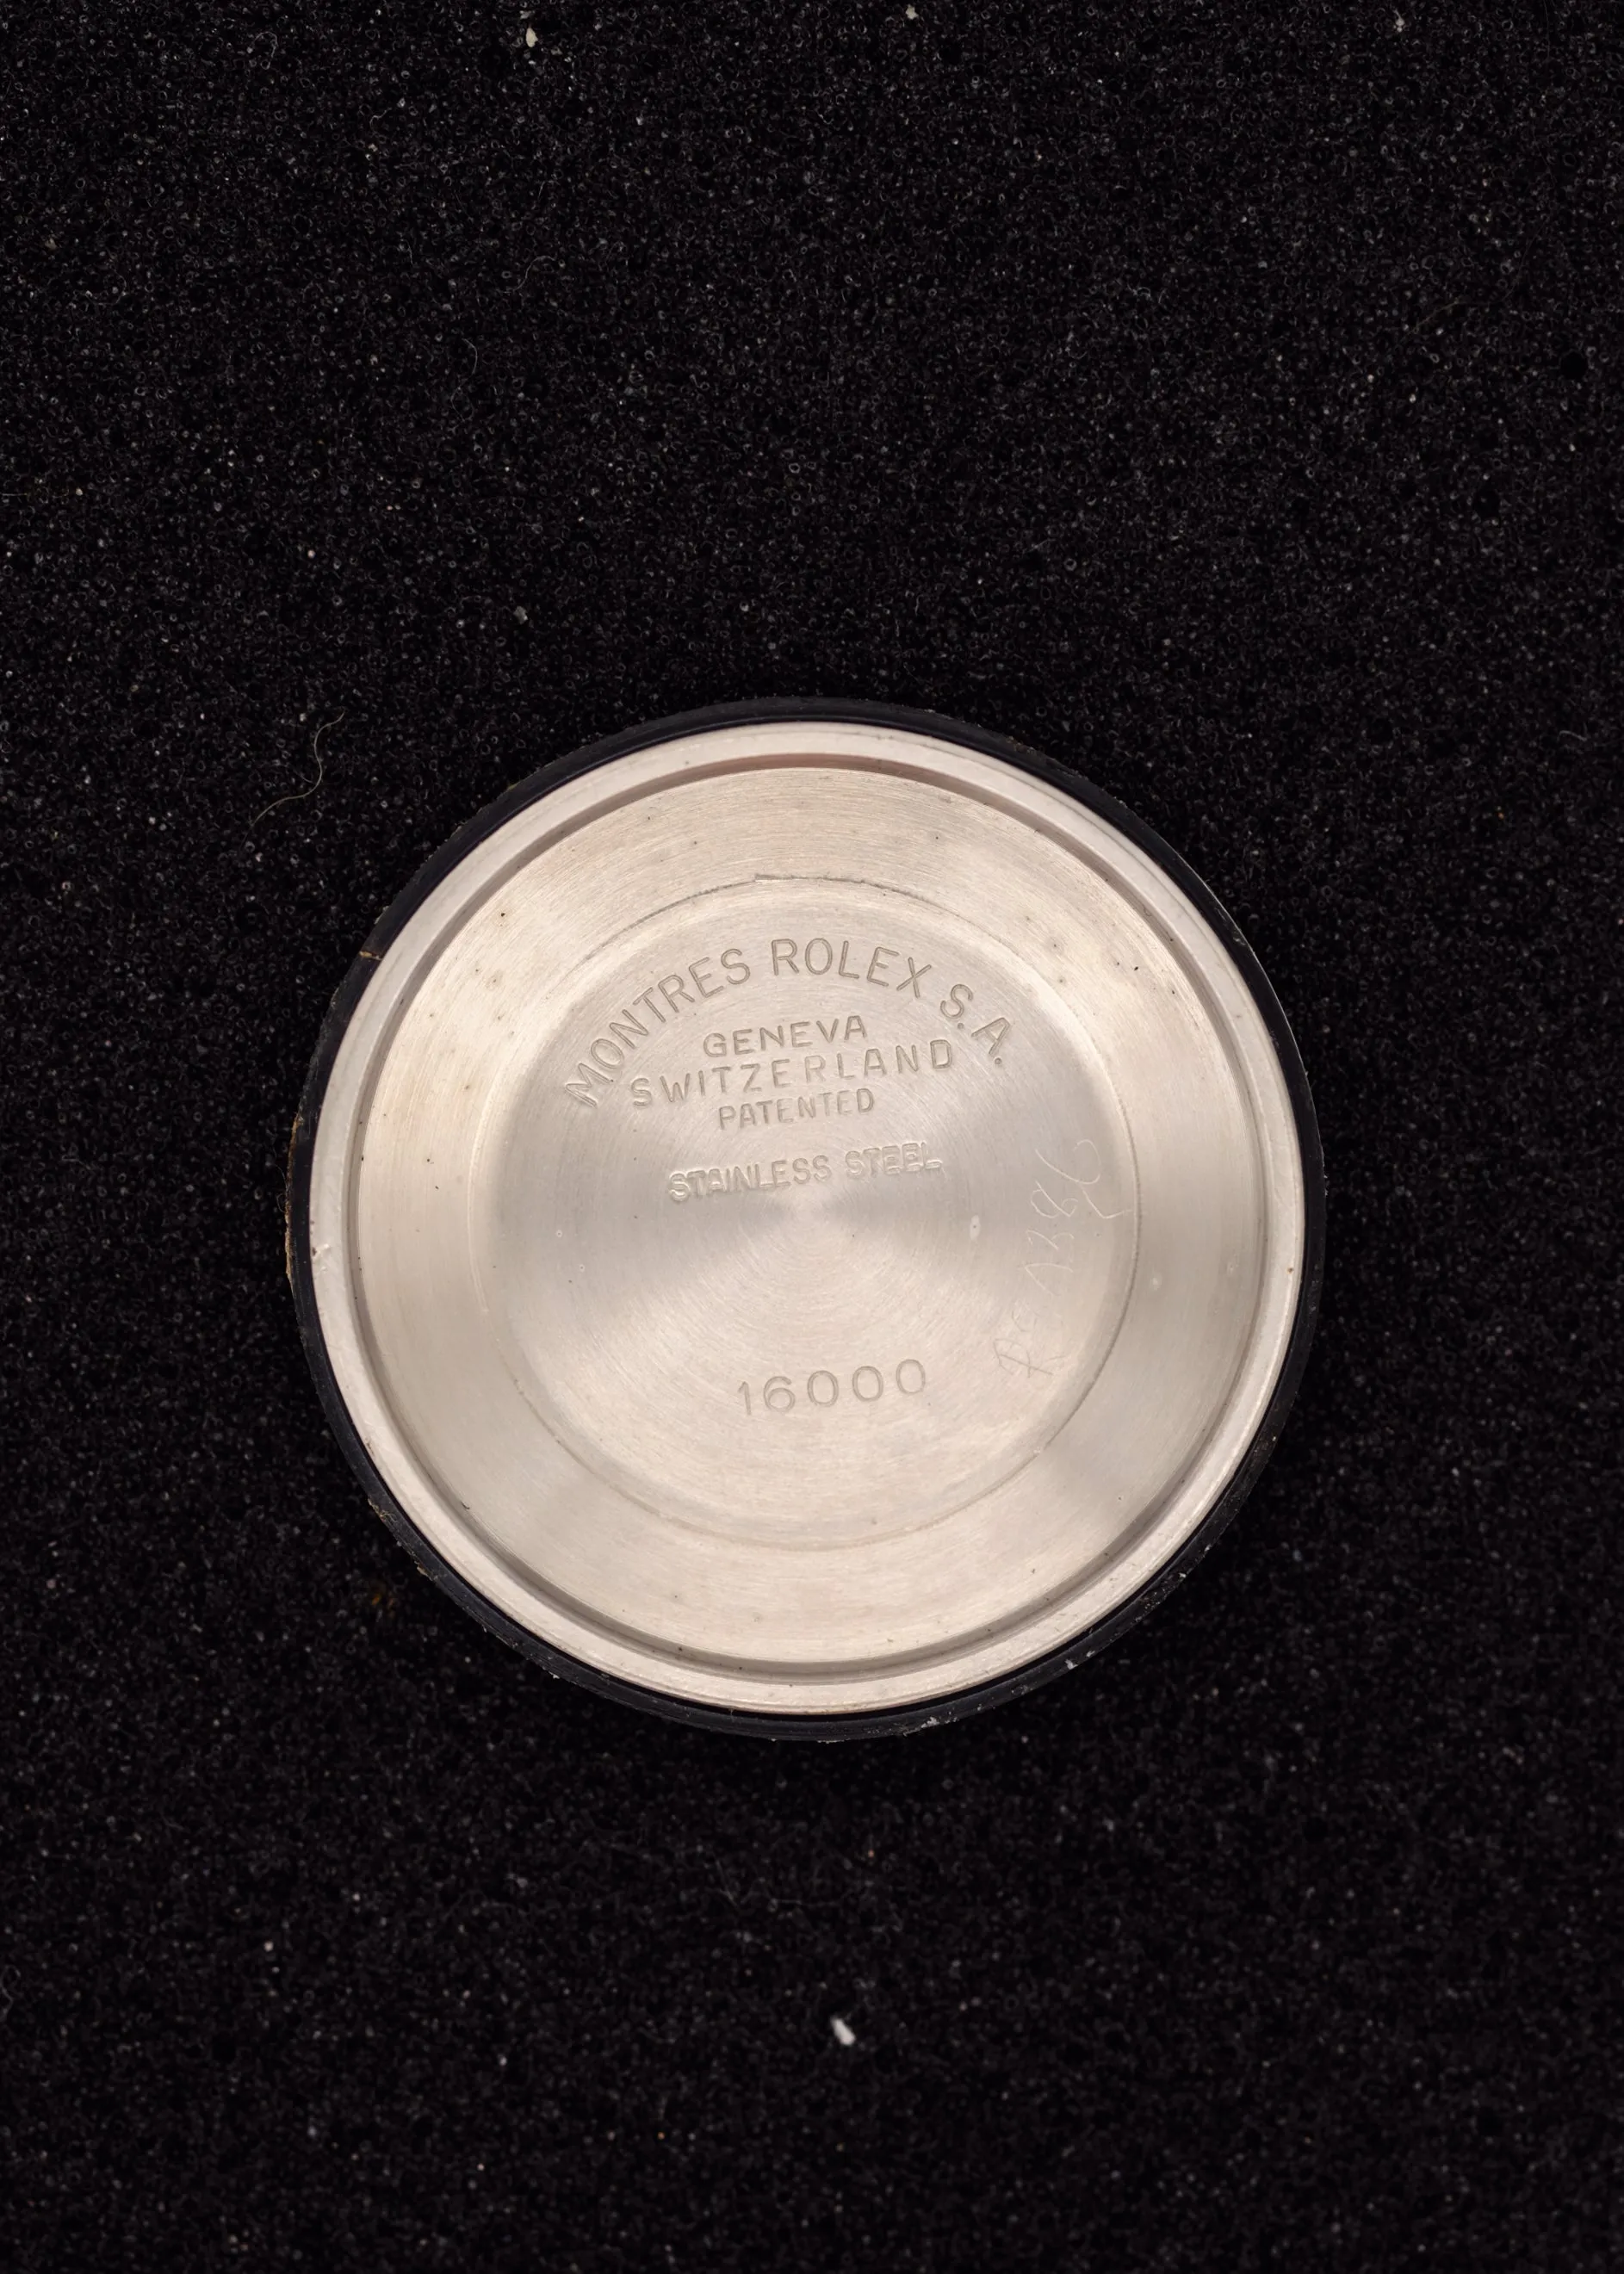 MONTRES ROLEX S.A.
GENEVA
SWITZERLAND
PATENTED
STAINLESS STEEL
16000